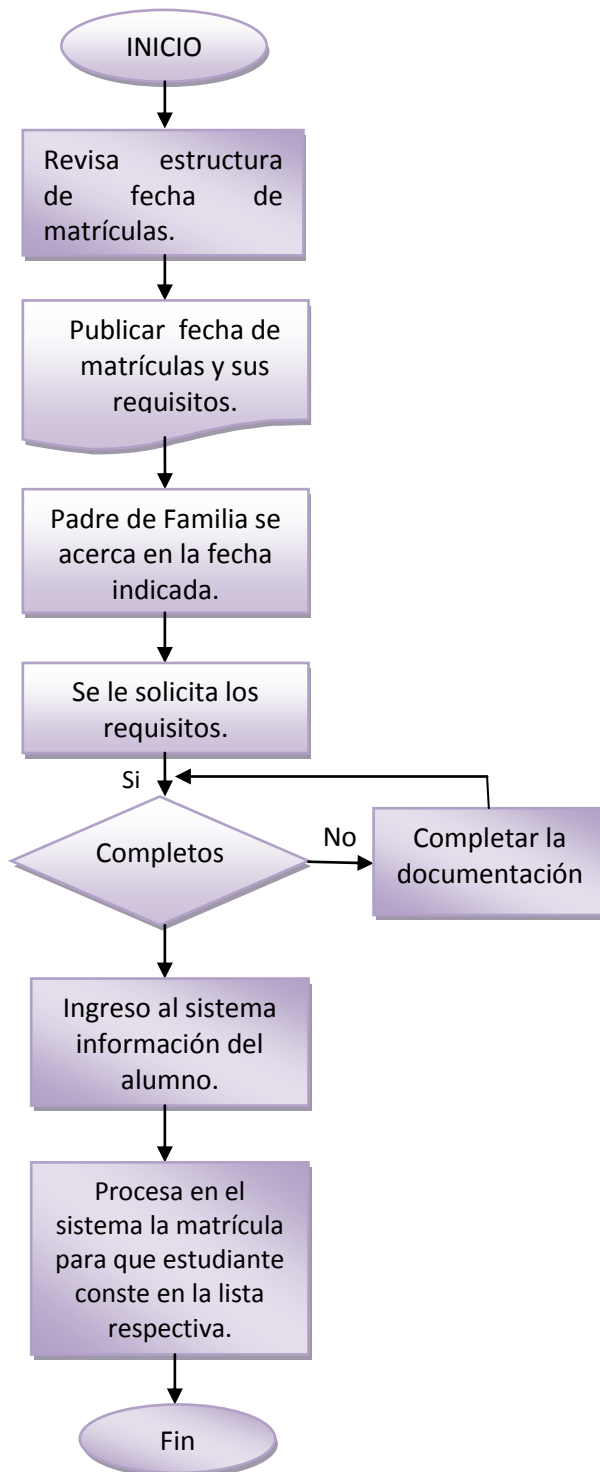 INICIO
Revisa estructura
de fecha de
matrículas.
Publicar fecha de
matrículas y sus
requisitos.
Padre de Familia se
acerca en la fecha
indicada.
Se le solicita los
requisitos.
Si
Completos
No
Completar la
documentación
Ingreso al sistema
información del
alumno.
Procesa en el
sistema la matrícula
para que estudiante
conste en la lista
respectiva.
Fin